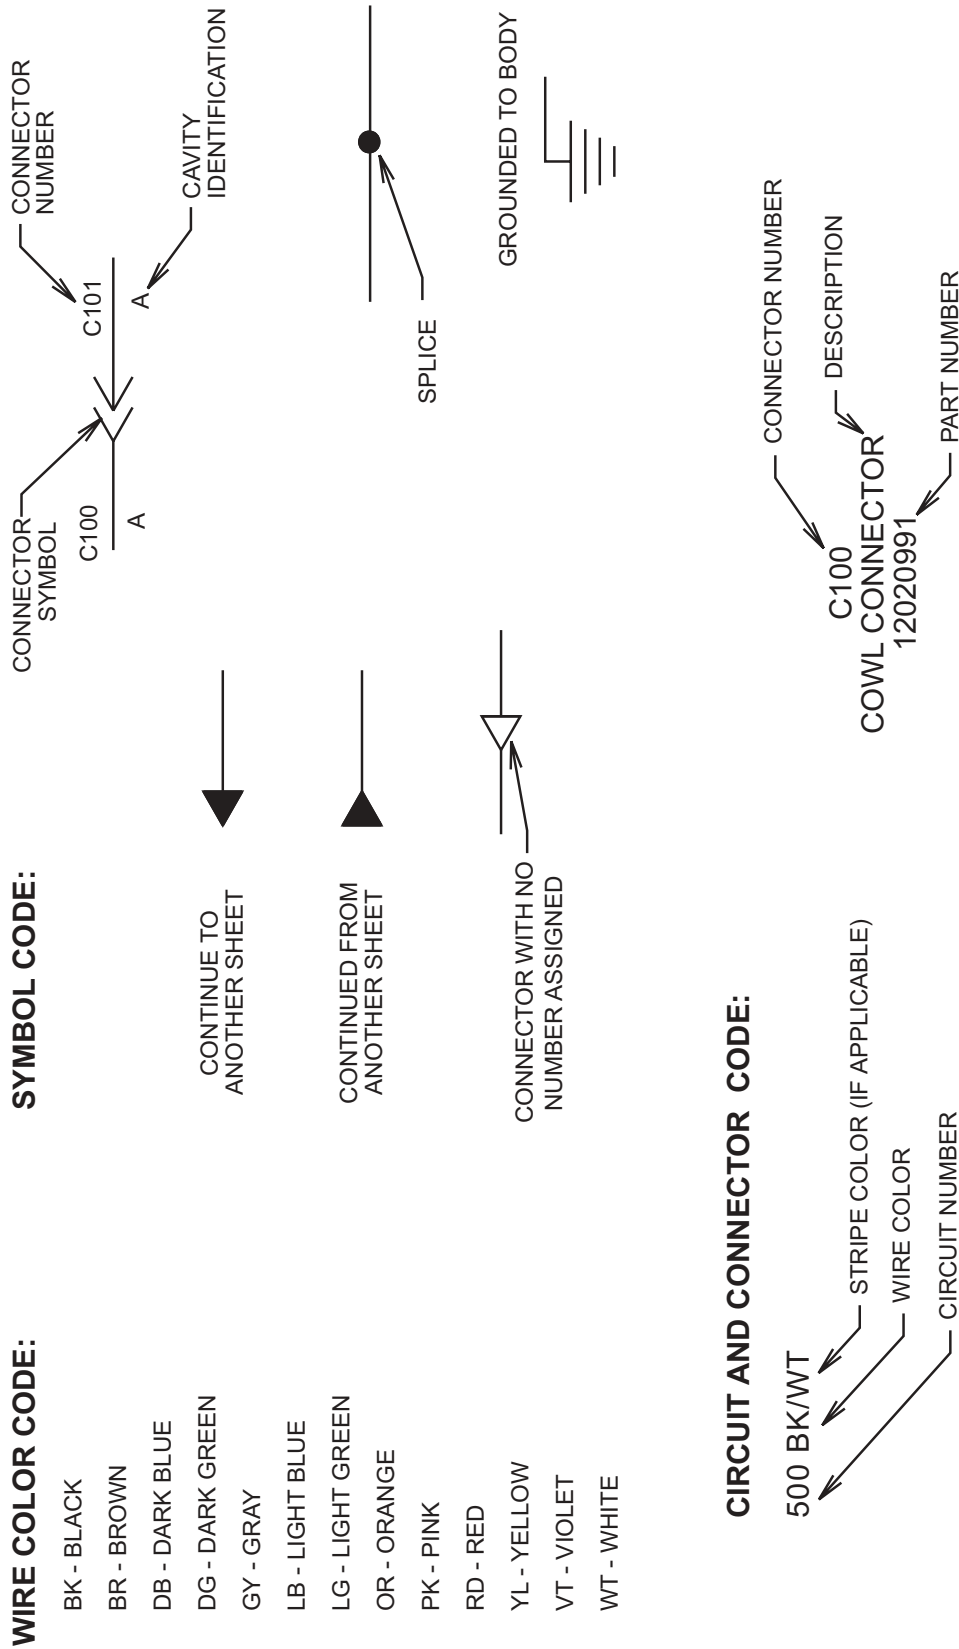 WIRE COLOR CODE:
BK - BLACK
BR - BROWN
DB - DARK BLUE
DG - DARK GREEN
GY - GRAY
LB - LIGHT BLUE
LG - LIGHT GREEN
OR - ORANGE
PK - PINK
RD - RED
YL - YELLOW
VT - VIOLET
WT - WHITE
SYMBOL CODE:
CONNECTOR
SYMBOL
C100
A
C101
A
CONNECTOR
NUMBER
CAVITY
IDENTIFICATION
CONTINUE TO
ANOTHER SHEET
CONTINUED FROM
ANOTHER SHEET
SPLICE
CONNECTOR WITH NO
NUMBER ASSIGNED
GROUNDED TO BODY
CIRCUIT AND CONNECTOR CODE:
500 BK/WT
STRIPE COLOR (IF APPLICABLE)
WIRE COLOR
CIRCUIT NUMBER
C100
COWL CONNECTOR
12020991
CONNECTOR NUMBER
DESCRIPTION
PART NUMBER